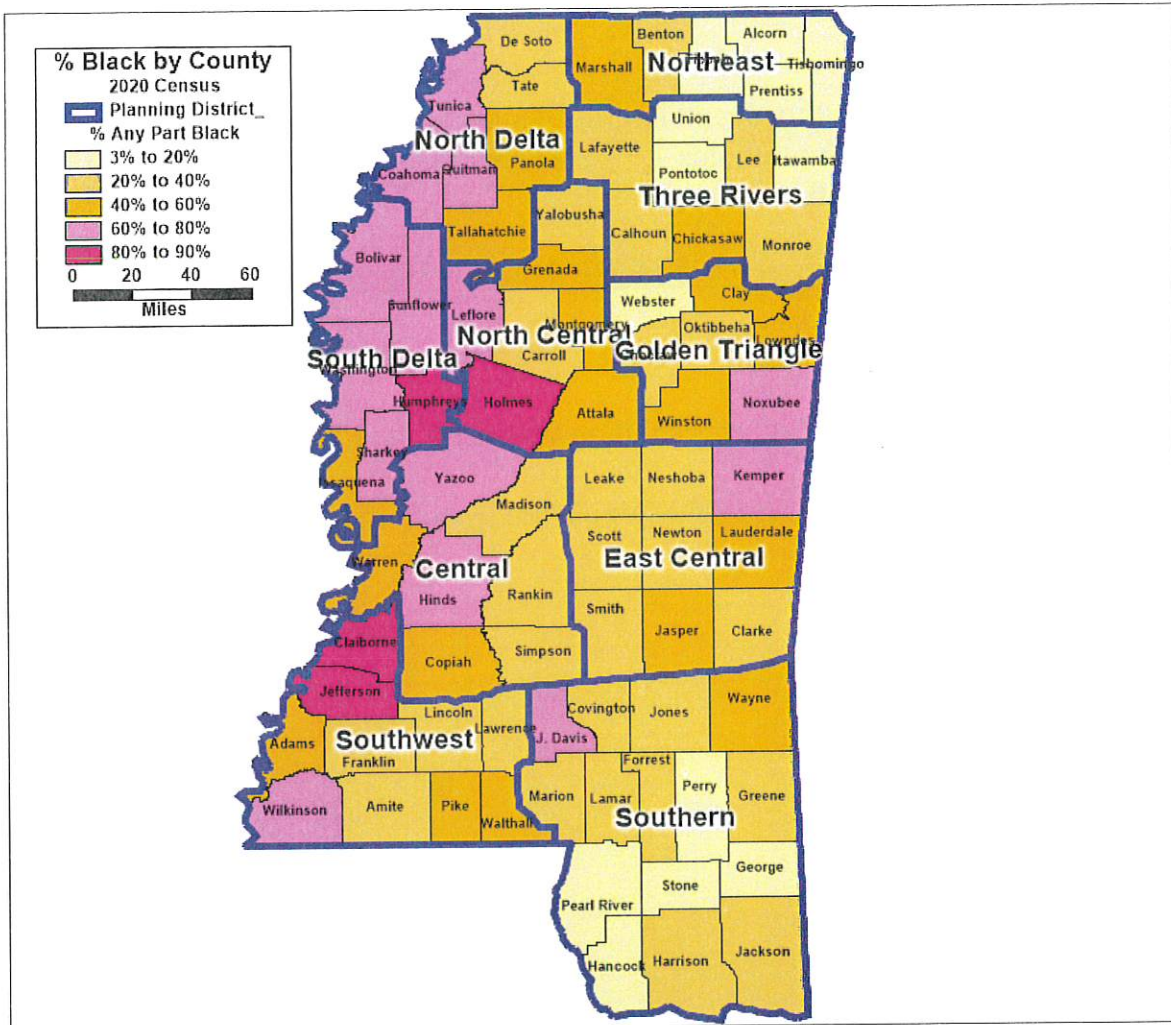 % Black by County
2020 Census
Planning District_
% Any Part Black
3% to 20%
20% to 40%
40% to 60%
60% to 80%
80% to 90%
0 20 40 60
Miles
De Soto
Benton
Alcorn
Marshall
Northeast
Tishomingo
Tate
Prentiss
Tunica
Union
North Delta
Lafayette
Panola
Lee
Itawamba
Coahoma
Quitman
Pontotoc
Three Rivers
Yalobusha
Tallahatchie
Calhoun
Chickasaw
Monroe
Bolivar
Grenada
Sunflower
Leflore
Webster
Clay
Montgomery
Oktibbeha
Lowndes
North Central
Golden Triangle
Carroll
South Delta
Washington
Humphreys
Holmes
Attala
Winston
Noxubee
Sharkey
Yazoo
Leake
Neshoba
Kemper
Issaquena
Madison
Scott
Newton
Lauderdale
Warren
Central
East Central
Hinds
Rankin
Smith
Claiborne
Jasper
Clarke
Copiah
Simpson
Jefferson
Lincoln
Covington
Jones
Wayne
Lawrence
Adams
Southwest
J. Davis
Franklin
Forrest
Perry
Wilkinson
Amite
Pike
Walthall
Marion
Lamar
Greene
Southern
George
Stone
Pearl River
Hancock
Harrison
Jackson